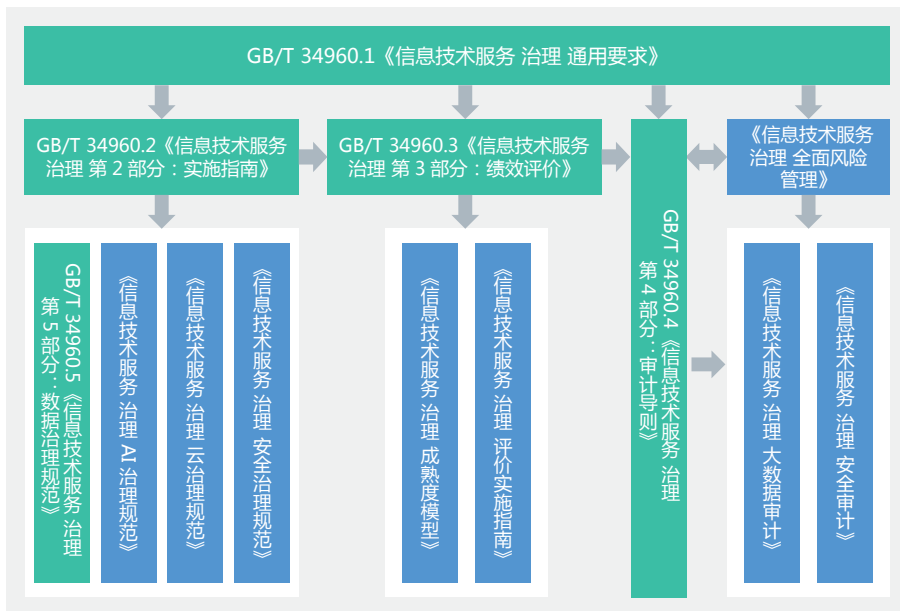 GB/T 34960.1《信息技术服务 治理 通用要求》
GB/T 34960.2《信息技术服务
治理 第 2 部分：实施指南》
GB/T 34960.3《信息技术服务
治理 第 3 部分：绩效评价》
《信息技术服务
治理 全面风险
管理》
GB/T 34960.5《信息技术服务 治理
第 5 部分：数据治理规范》
《信息技术服务 治理 AI 治理规范》
《信息技术服务 治理 云治理规范》
《信息技术服务 治理 安全治理规范》
《信息技术服务 治理 成熟度模型》
《信息技术服务 治理 评价实施指南》
GB/T 34960.4《信息技术服务 治理
第 4 部分：审计导则》
《信息技术服务 治理 大数据审计》
《信息技术服务 治理 安全审计》